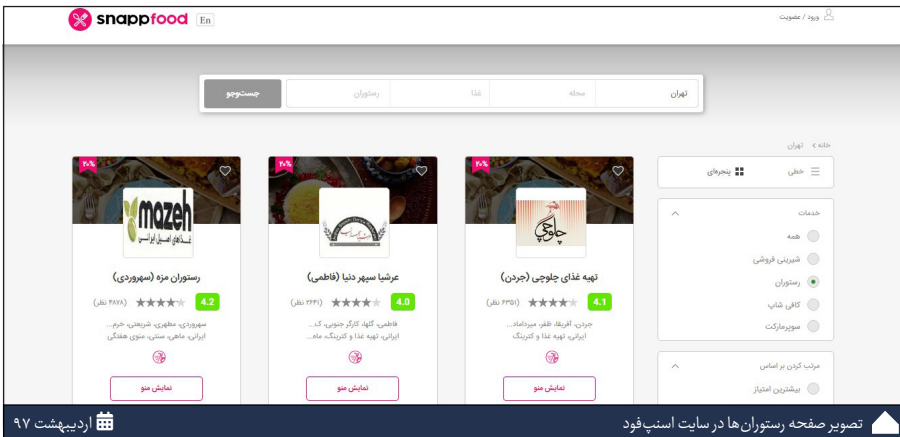 snappfood En
ورود / عضویت
تهران محله غذا رستوران جست‌و‌جو
خانه > تهران
خطی پنجره‌ای
خدمات
همه
شیرینی فروشی
رستوران
کافی شاپ
سوپرمارکت
مرتب کردن بر اساس
بیشترین امتیاز
۲۰%
چلوچی
تهیه غذای چلوچی (جردن)
4.1 (۶۳۵۱ نظر)
جردن، آفریقا، ظفر، میرداماد...
ایرانی، تهیه غذا و کترینگ
نمایش منو
۲۰%
عرشیا سپهر دنیا (فاطمی)
4.0 (۲۶۴۱ نظر)
فاطمی، گلها، کارگر جنوبی، ک...
ایرانی، تهیه غذا و کترینگ، ماه...
نمایش منو
۲۰%
mazeh
غذاهای اصیل ایرانی
رستوران مزه (سهروردی)
4.2 (۴۸۷۸ نظر)
سهروردی، مطهری، شریعتی، خرم...
ایرانی، ماهی، سنتی، منوی هفتگی
نمایش منو
تصویر صفحه رستوران‌ها در سایت اسنپ‌فود
اردیبهشت ۹۷